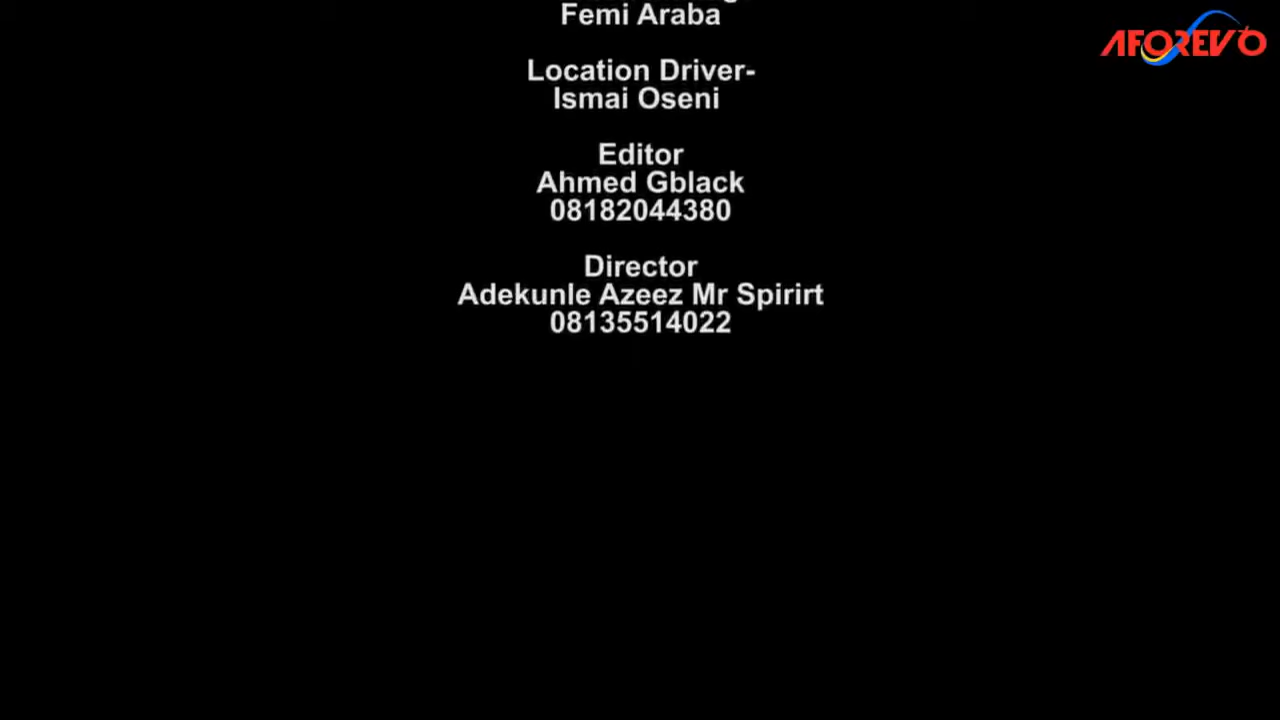 Femi Araba
AFOREVO
Location Driver-
Ismai Oseni
Editor
Ahmed Gblack
08182044380
Director
Adekunle Azeez Mr Spirirt
08135514022